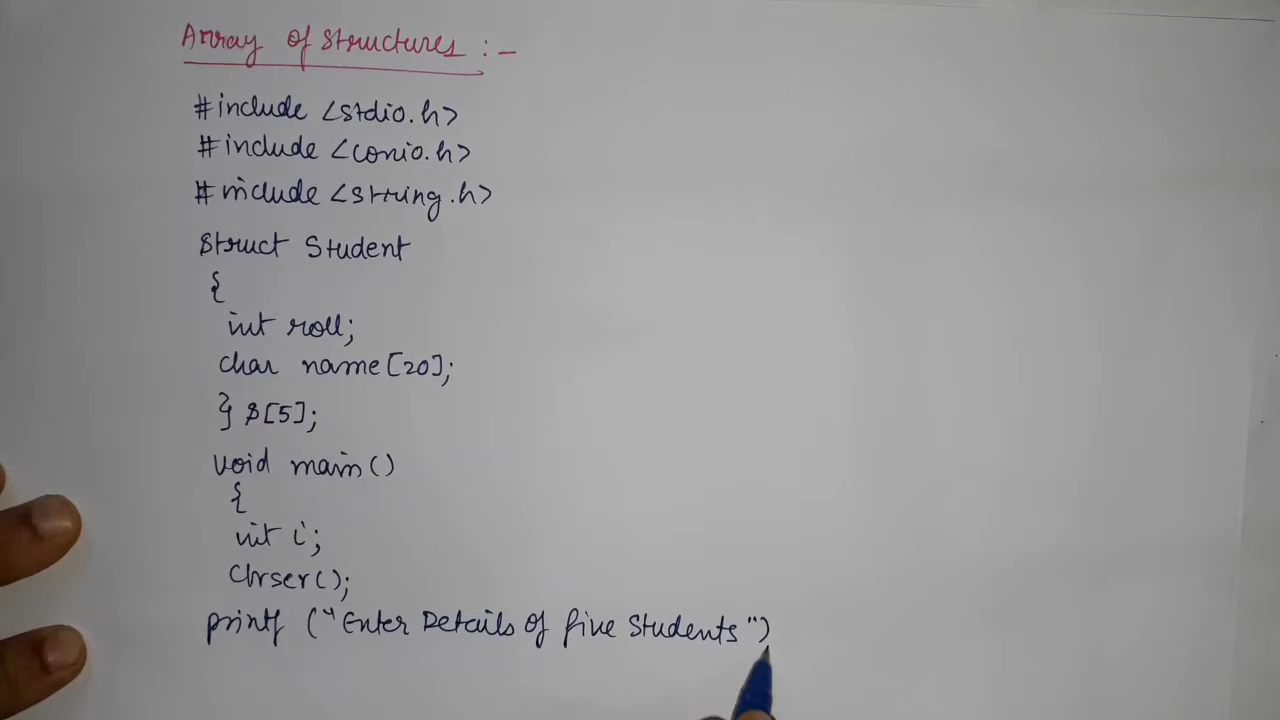 Array of Structures :-
#include <stdio.h>
#include <conio.h>
#include <string.h>
Struct Student
{
int roll;
char name[20];
} S[5];
void main()
{
int i;
Clrser();
printf ("Enter Details of five Students")